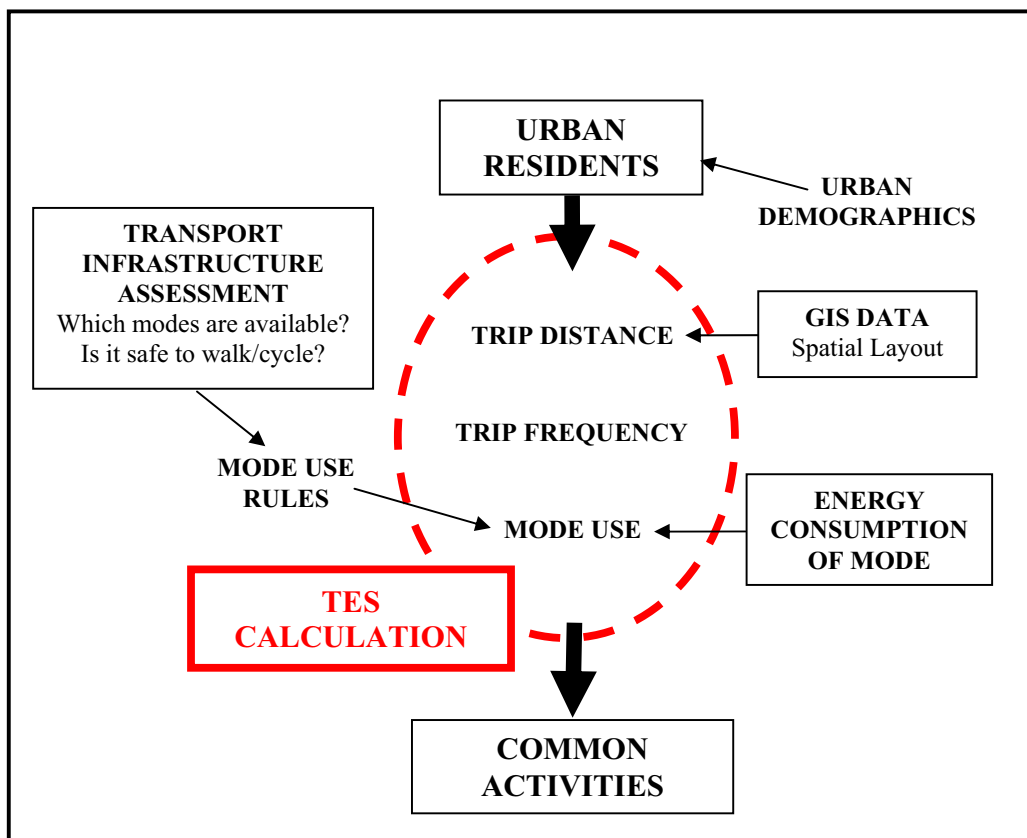 URBAN
RESIDENTS
URBAN
DEMOGRAPHICS
TRANSPORT
INFRASTRUCTURE
ASSESSMENT
Which modes are available?
Is it safe to walk/cycle?
TRIP DISTANCE
GIS DATA
Spatial Layout
TRIP FREQUENCY
MODE USE
RULES
MODE USE
ENERGY
CONSUMPTION
OF MODE
TES
CALCULATION
COMMON
ACTIVITIES